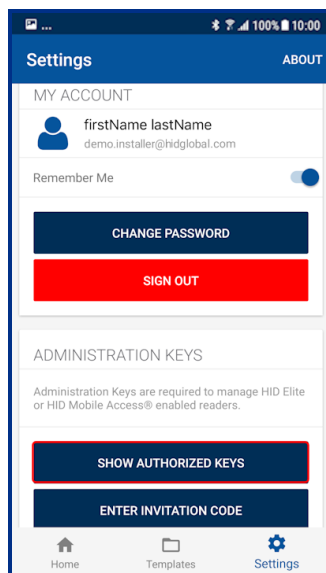 ... 100% 10:00
Settings ABOUT
MY ACCOUNT
firstName lastName
demo.installer@hidglobal.com
Remember Me
CHANGE PASSWORD
SIGN OUT
ADMINISTRATION KEYS
Administration Keys are required to manage HID Elite
or HID Mobile Access® enabled readers.
SHOW AUTHORIZED KEYS
ENTER INVITATION CODE
Home Templates Settings